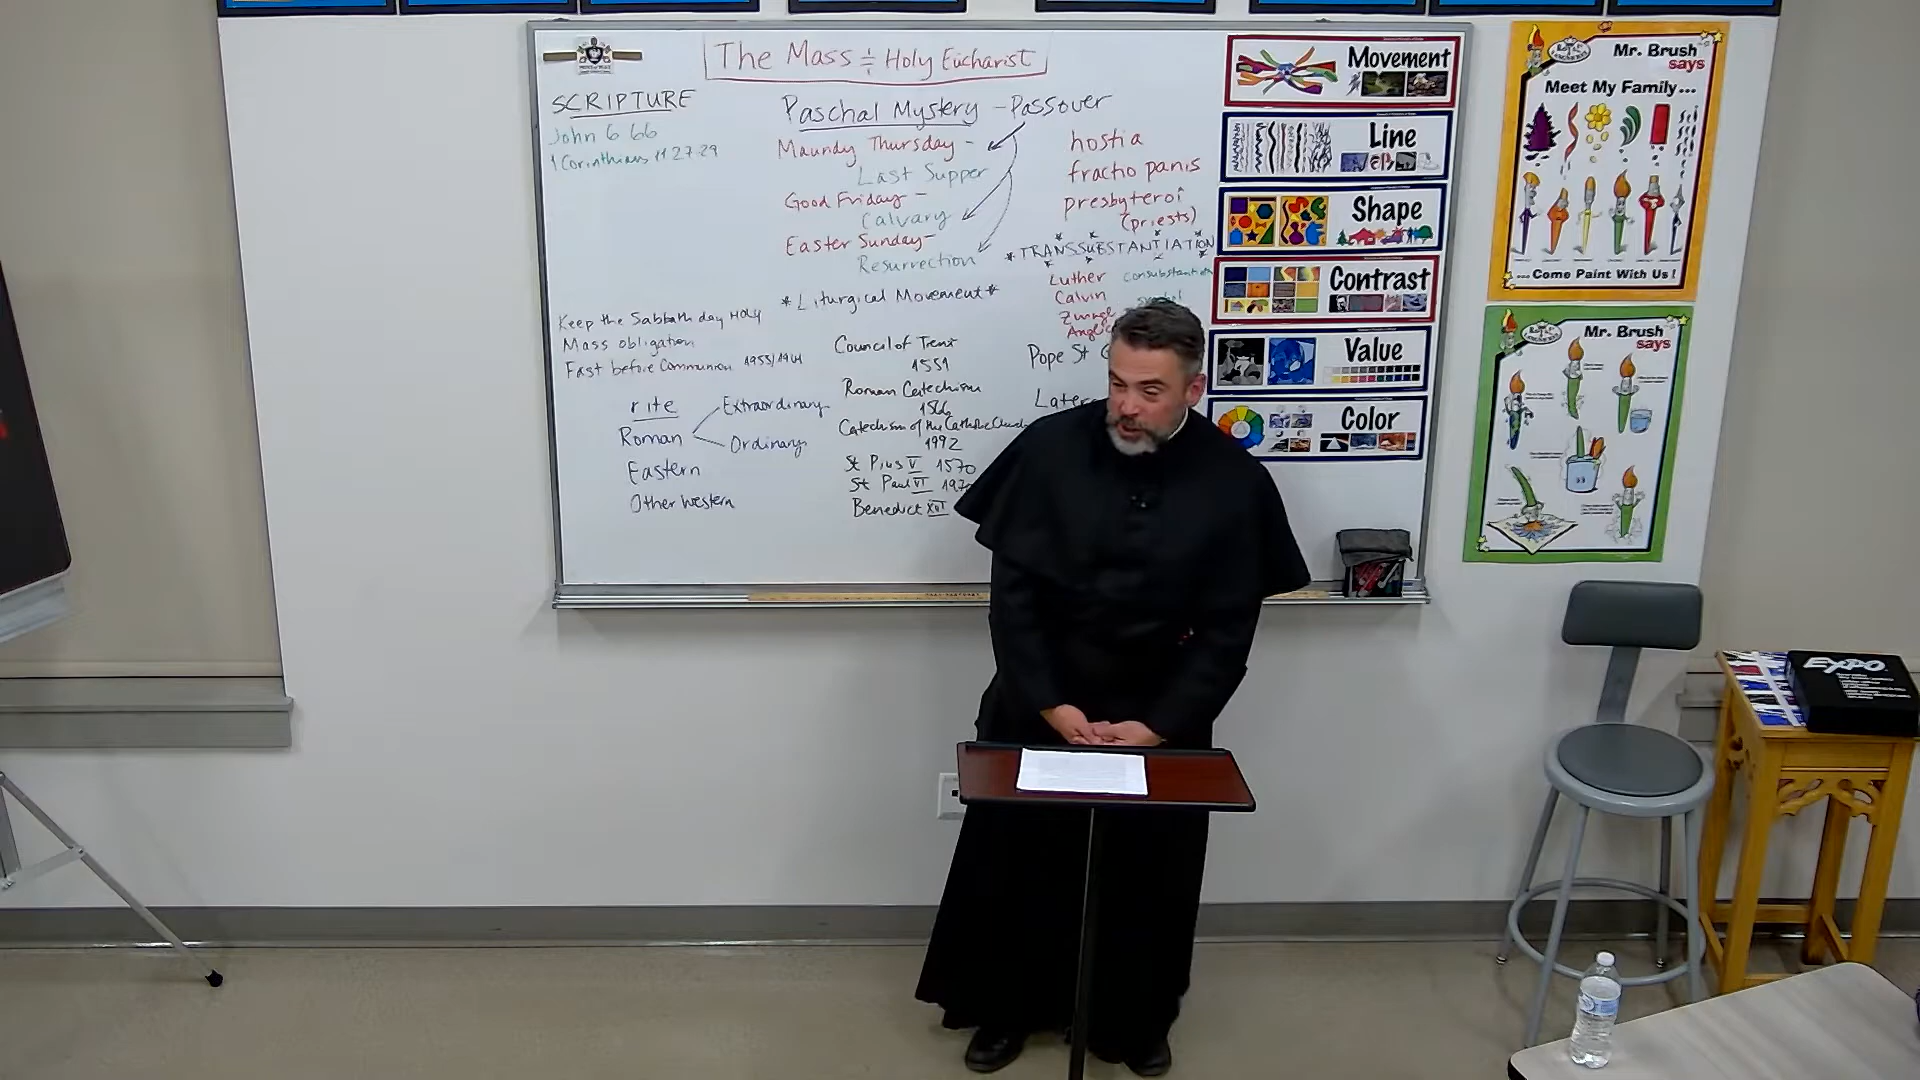 The Mass ÷ Holy Eucharist
SCRIPTURE
John 6 66
1 Corinthians 11 27-29
Paschal Mystery - Passover
Maundy Thursday -
Last Supper
Good Friday -
Calvary
Easter Sunday -
Resurrection
* Liturgical Movement *
hostia
fractio panis
presbyteroi
(priests)
* TRANSSUBSTANTIATION
Luther
Calvin
Pope St
Keep the Sabbath day HOLY
Mass obligation
Fast before Communion
rite
Roman
Extraordinary
Ordinary
Eastern
Other Western
Council of Trent
1551
Roman Catechism
1566
Catechism of the Catholic Church
1992
St Pius V 1570
St Paul VI
Benedict XVI
Movement
Line
Shape
Contrast
Value
Color
Mr. Brush
says
Meet My Family...
...Come Paint With Us!
Mr. Brush
says
EXPO